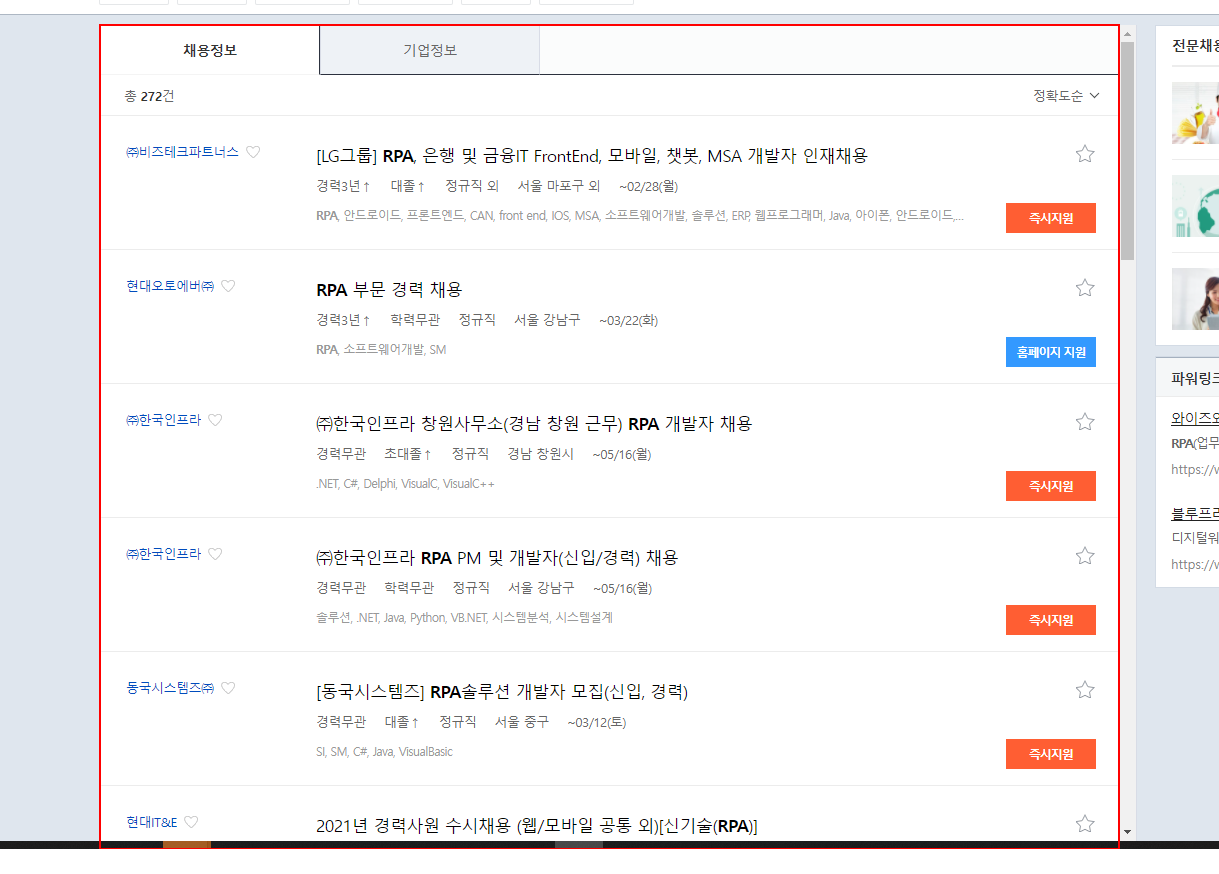 채용정보
기업정보
총 272건
정확도순
㈜비즈테크파트너스
[LG그룹] RPA, 은행 및 금융IT FrontEnd, 모바일, 챗봇, MSA 개발자 인재채용
경력3년↑ 대졸↑ 정규직 외 서울 마포구 외 ~02/28(월)
RPA, 안드로이드, 프론트엔드, CAN, front end, IOS, MSA, 소프트웨어개발, 솔루션, ERP, 웹프로그래머, Java, 아이폰, 안드로이드,...
즉시지원
현대오토에버㈜
RPA 부문 경력 채용
경력3년↑ 학력무관 정규직 서울 강남구 ~03/22(화)
RPA, 소프트웨어개발, SM
홈페이지 지원
㈜한국인프라
㈜한국인프라 창원사무소(경남 창원 근무) RPA 개발자 채용
경력무관 초대졸↑ 정규직 경남 창원시 ~05/16(월)
.NET, C#, Delphi, VisualC, VisualC++
즉시지원
㈜한국인프라
㈜한국인프라 RPA PM 및 개발자(신입/경력) 채용
경력무관 학력무관 정규직 서울 강남구 ~05/16(월)
솔루션, .NET, Java, Python, VB.NET, 시스템분석, 시스템설계
즉시지원
동국시스템즈㈜
[동국시스템즈] RPA솔루션 개발자 모집(신입, 경력)
경력무관 대졸↑ 정규직 서울 중구 ~03/12(토)
SI, SM, C#, Java, VisualBasic
즉시지원
현대IT&E
2021년 경력사원 수시채용 (웹/모바일 공통 외)[신기술(RPA)]
전문채용
파워링크
와이즈와
RPA(업무
https://w
블루프리
디지털워
https://w